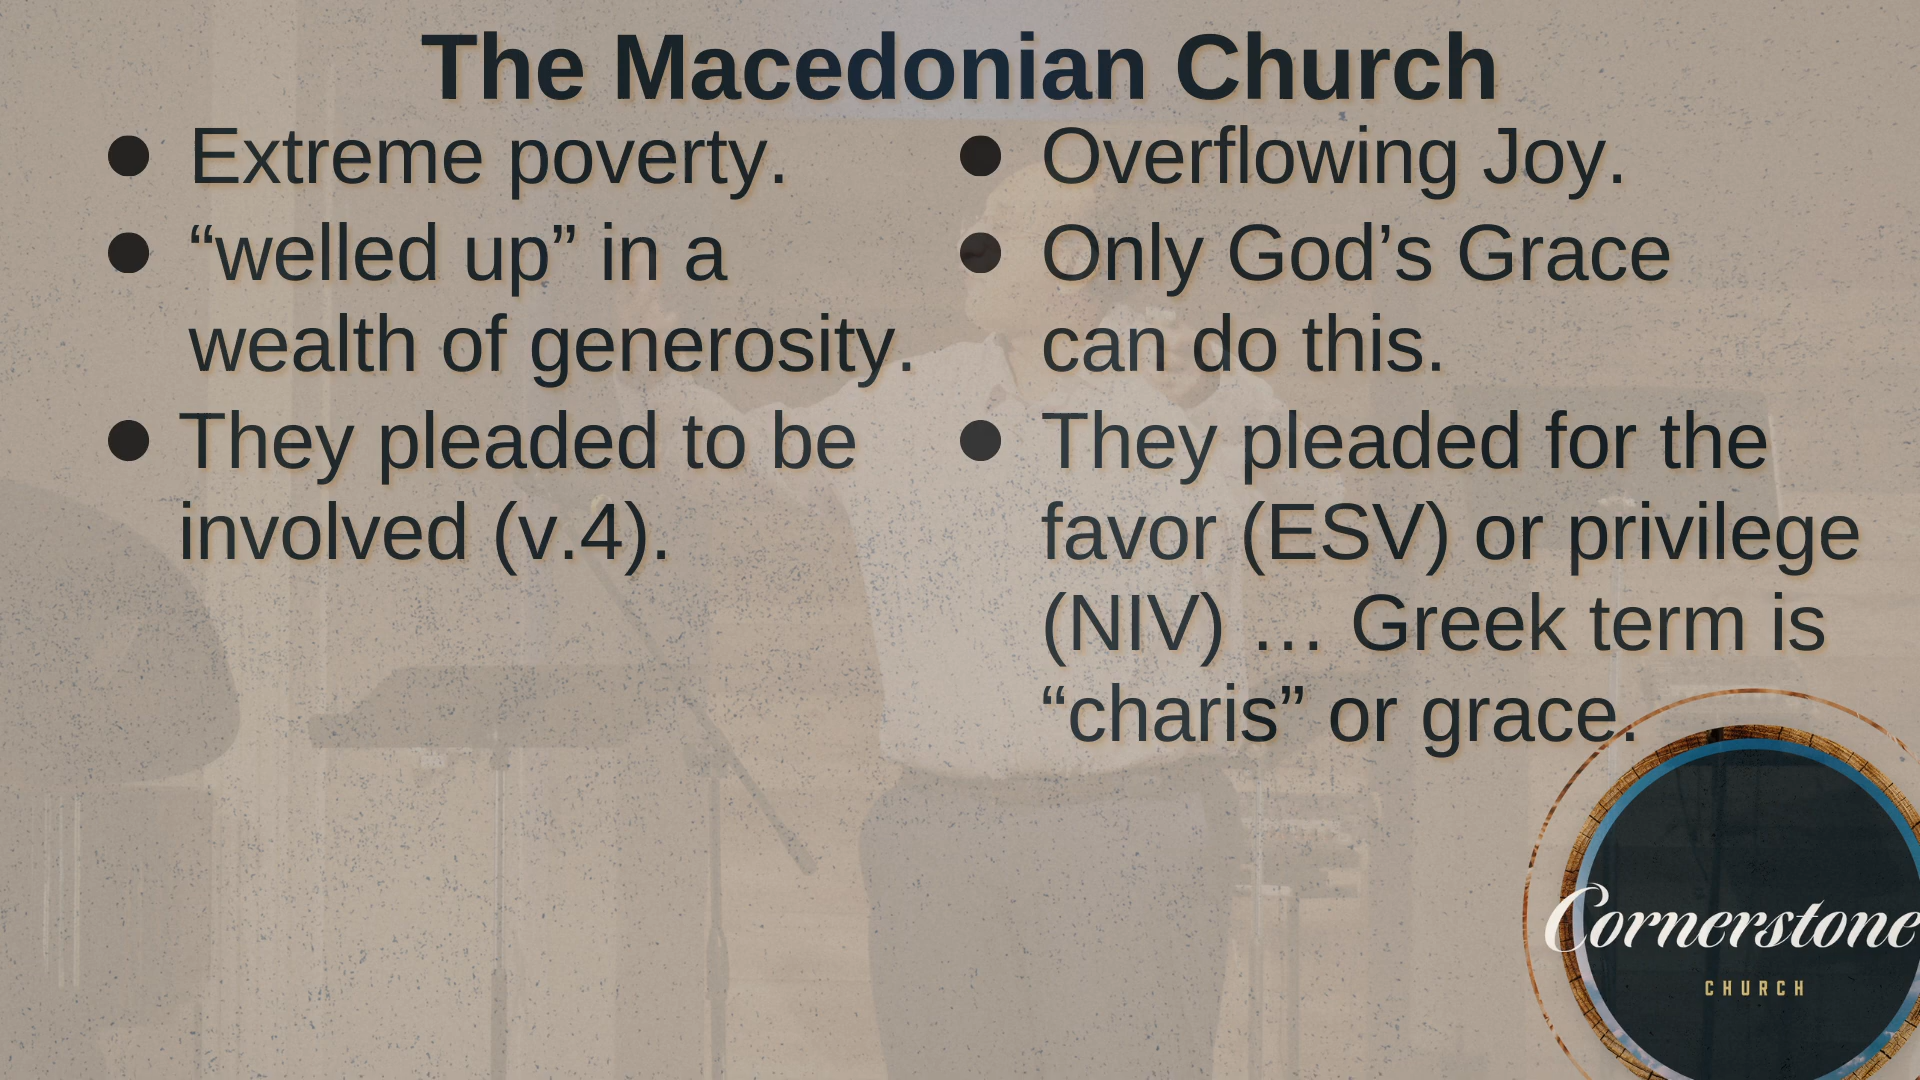 The Macedonian Church
● Extreme poverty.
● “welled up” in a
wealth of generosity.
● They pleaded to be
involved (v.4).
● Overflowing Joy.
● Only God’s Grace
can do this.
● They pleaded for the
favor (ESV) or privilege
(NIV) … Greek term is
“charis” or grace.
Cornerstone
CHURCH